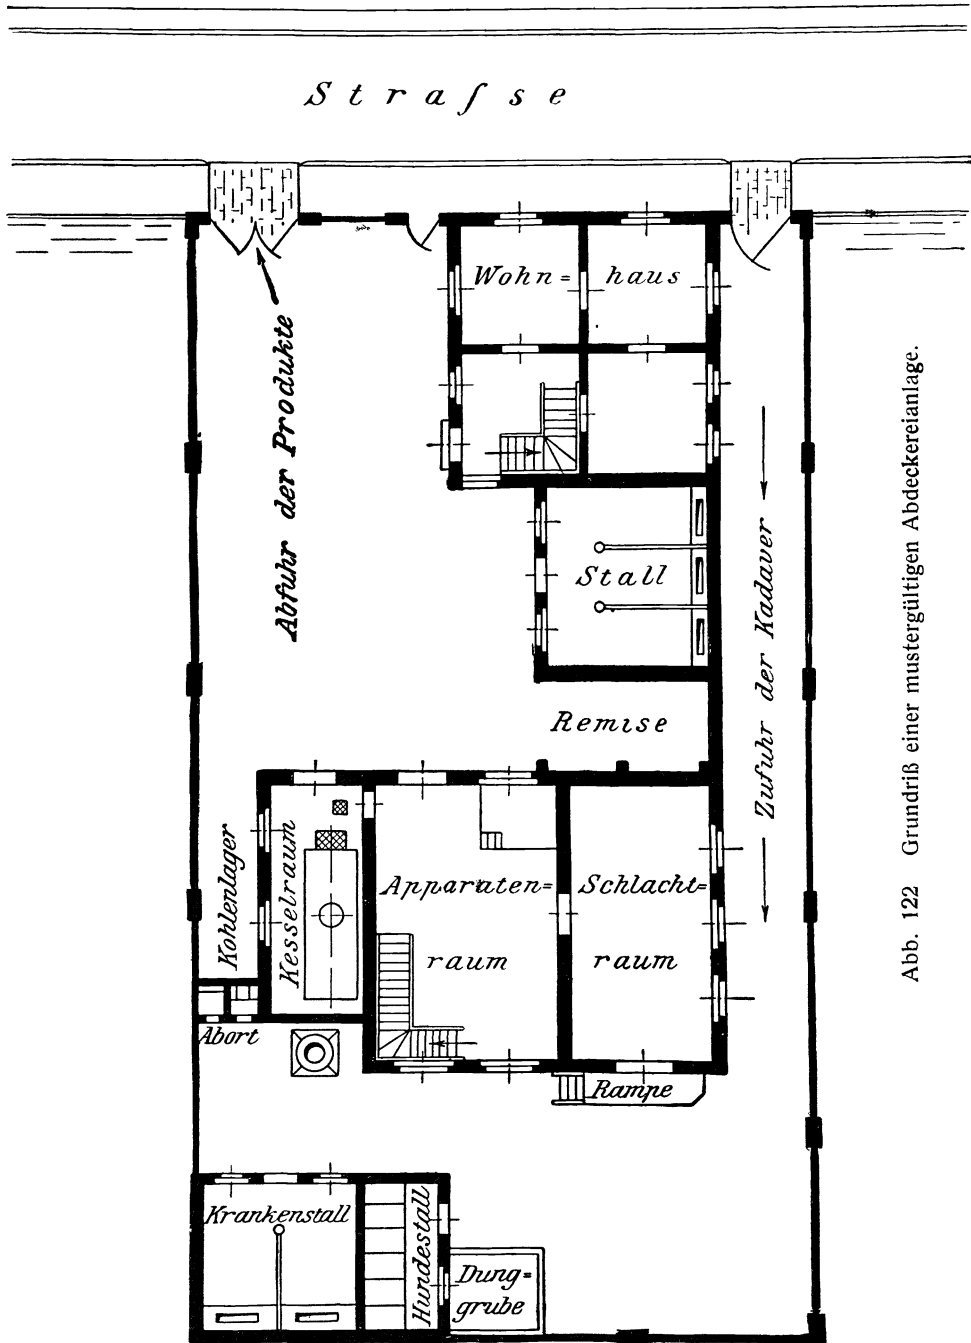 Straſse
Wohn= haus
Abfuhr der Produkte
Stall
Zufuhr der Kadaver
Remise
Kohlenlager
Kesselraum
Apparaten=
raum
Schlacht=
raum
Abort
Rampe
Krankenstall
Hundestall
Dung=
grube
Abb. 122 Grundriß einer mustergültigen Abdeckereianlage.